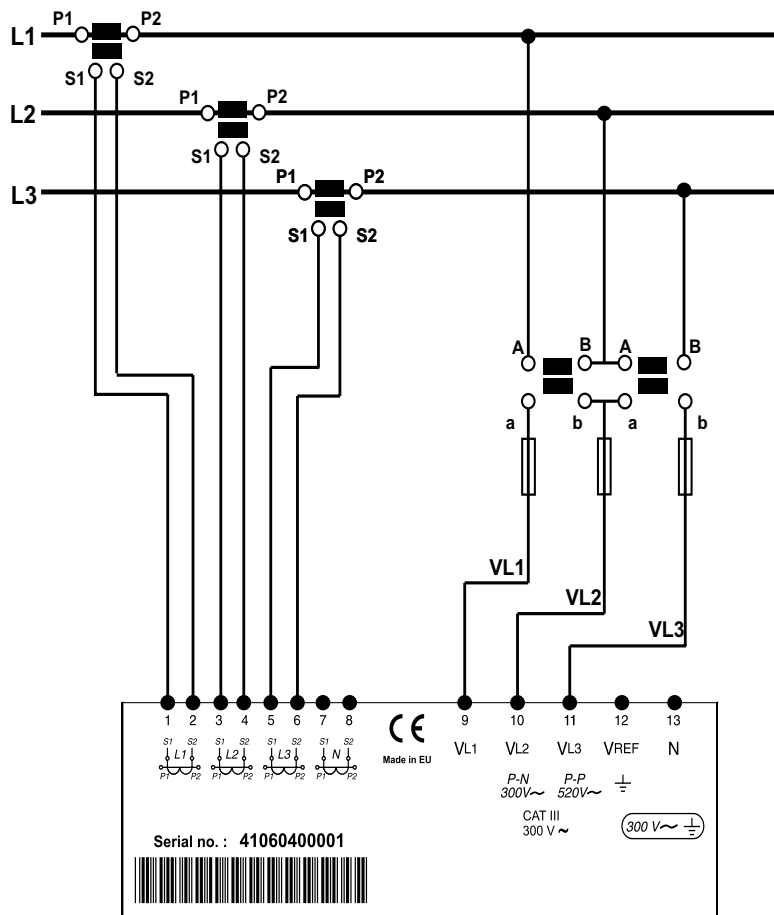 P1 P2
L1
S1 S2
P1 P2
L2
S1 S2
P1 P2
L3
S1 S2
A B A B
a b a b
VL1
VL2
VL3
1 2 3 4 5 6 7 8 9 10 11 12 13
S1 S2 S1 S2 S1 S2 S1 S2
L1 L2 L3 N
P1 P2 P1 P2 P1 P2 P1 P2
CE
Made in EU
VL1 VL2 VL3 VREF N
P-N P-P
300V~ 520V~
CAT III
300 V ~
300 V ~
Serial no. : 41060400001